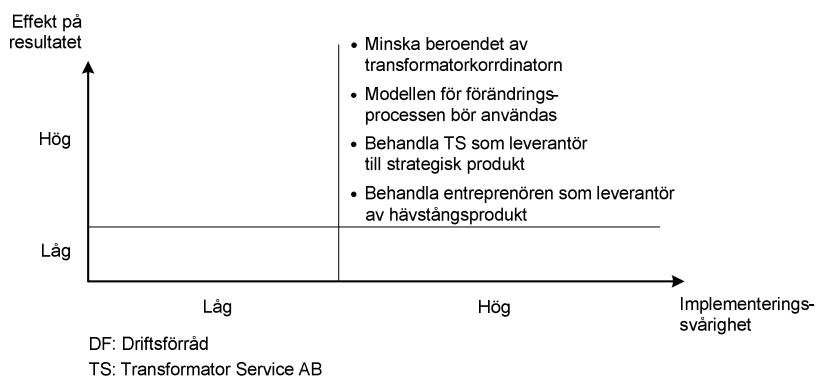 Effekt på
resultatet
• Minska beroendet av
transformatorkorrdinatorn
• Modellen för förändrings-
processen bör användas
• Behandla TS som leverantör
till strategisk produkt
• Behandla entreprenören som leverantör
av hävstångsprodukt
Hög
Låg
Låg
Hög
Implementerings-
svårighet
DF: Driftsförråd
TS: Transformator Service AB